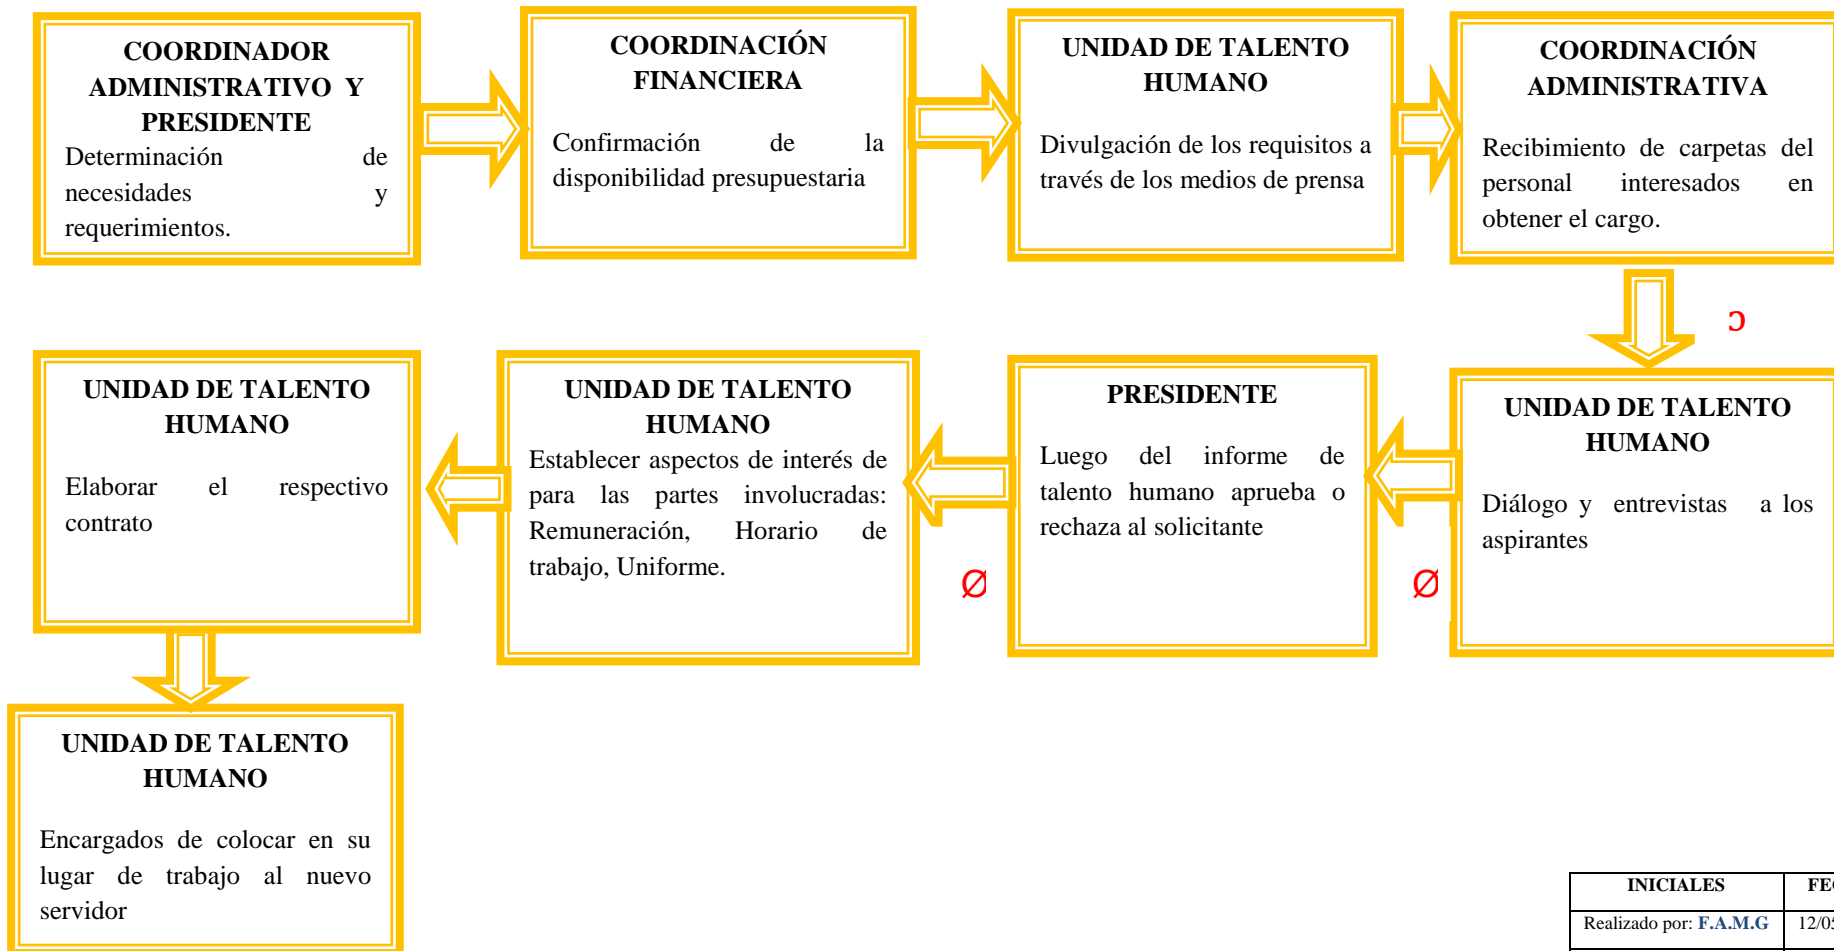 COORDINADOR
ADMINISTRATIVO Y
PRESIDENTE
Determinación de
necesidades y
requerimientos.
COORDINACIÓN
FINANCIERA
Confirmación de la
disponibilidad presupuestaria
UNIDAD DE TALENTO
HUMANO
Divulgación de los requisitos a
través de los medios de prensa
COORDINACIÓN
ADMINISTRATIVA
Recibimiento de carpetas del
personal interesados en
obtener el cargo.
ↄ
UNIDAD DE TALENTO
HUMANO
Diálogo y entrevistas a los
aspirantes
Ø
PRESIDENTE
Luego del informe de
talento humano aprueba o
rechaza al solicitante
Ø
UNIDAD DE TALENTO
HUMANO
Establecer aspectos de interés de
para las partes involucradas:
Remuneración, Horario de
trabajo, Uniforme.
UNIDAD DE TALENTO
HUMANO
Elaborar el respectivo
contrato
UNIDAD DE TALENTO
HUMANO
Encargados de colocar en su
lugar de trabajo al nuevo
servidor
INICIALES
Realizado por: F.A.M.G 12/05